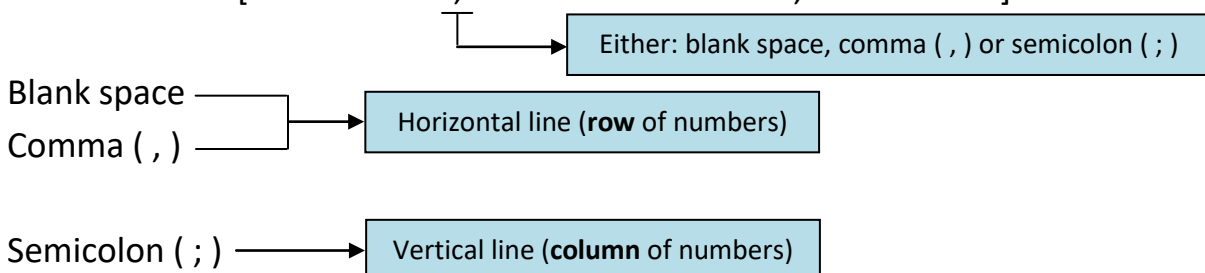 Either: blank space, comma ( , ) or semicolon ( ; )
Blank space
Horizontal line (row of numbers)
Comma ( , )
Semicolon ( ; )
Vertical line (column of numbers)